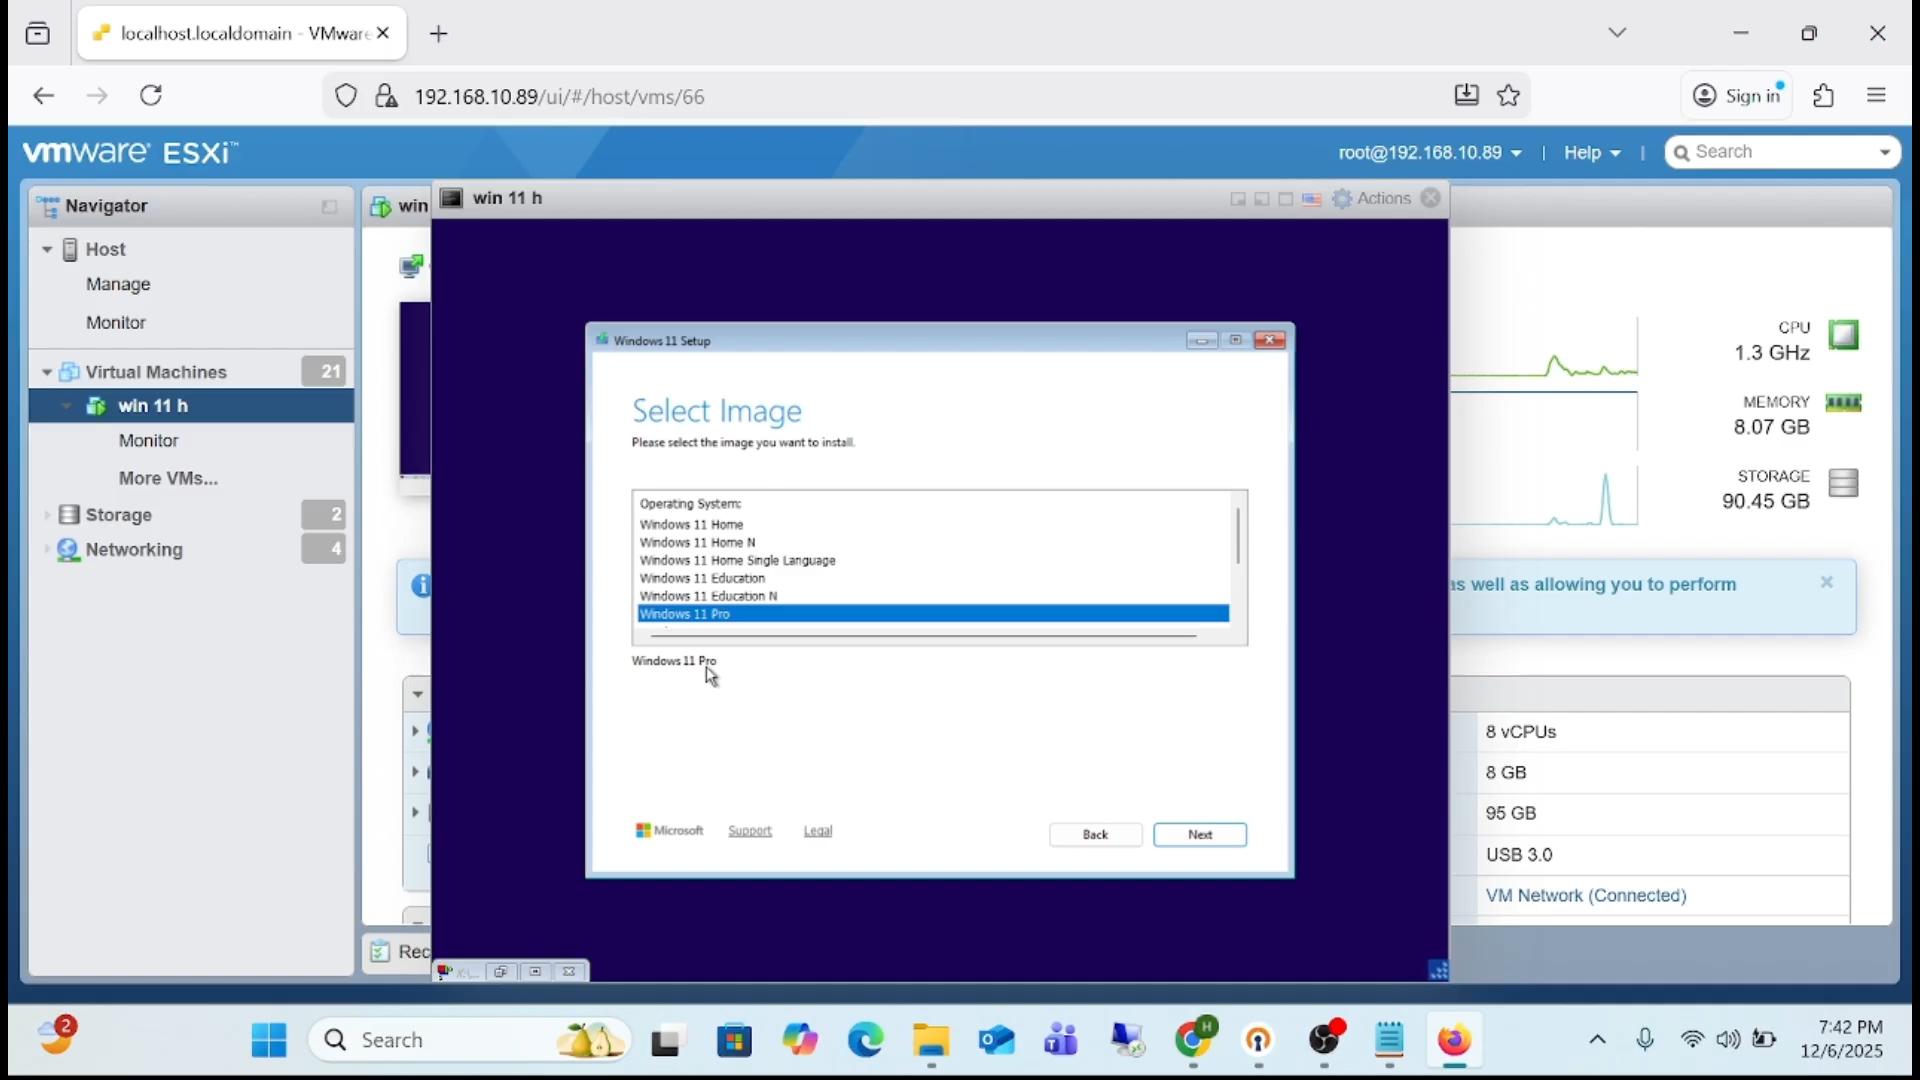 localhost.localdomain - VMware
192.168.10.89/ui/#/host/vms/66
Sign in
vmware ESXi™
root@192.168.10.89
Help
Search
Navigator
Host
Manage
Monitor
Virtual Machines
21
win 11 h
Monitor
More VMs...
Storage
2
Networking
4
win
win 11 h
Actions
Windows 11 Setup
Select Image
Please select the image you want to install.
Operating System:
Windows 11 Home
Windows 11 Home N
Windows 11 Home Single Language
Windows 11 Education
Windows 11 Education N
Windows 11 Pro
Windows 11 Pro
Microsoft
Support
Legal
Back
Next
CPU
1.3 GHz
MEMORY
8.07 GB
STORAGE
90.45 GB
as well as allowing you to perform
8 vCPUs
8 GB
95 GB
USB 3.0
VM Network (Connected)
Rec
2
Search
H
7:42 PM
12/6/2025